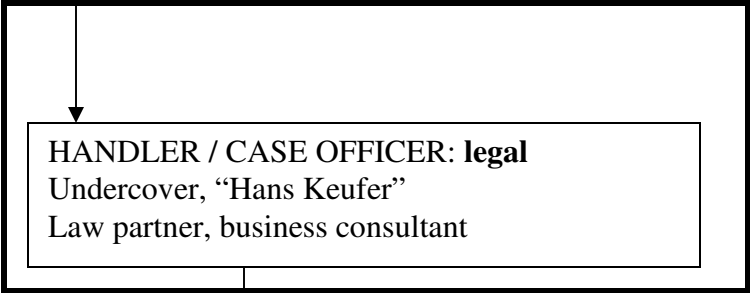 HANDLER / CASE OFFICER: legal
Undercover, “Hans Keufer”
Law partner, business consultant